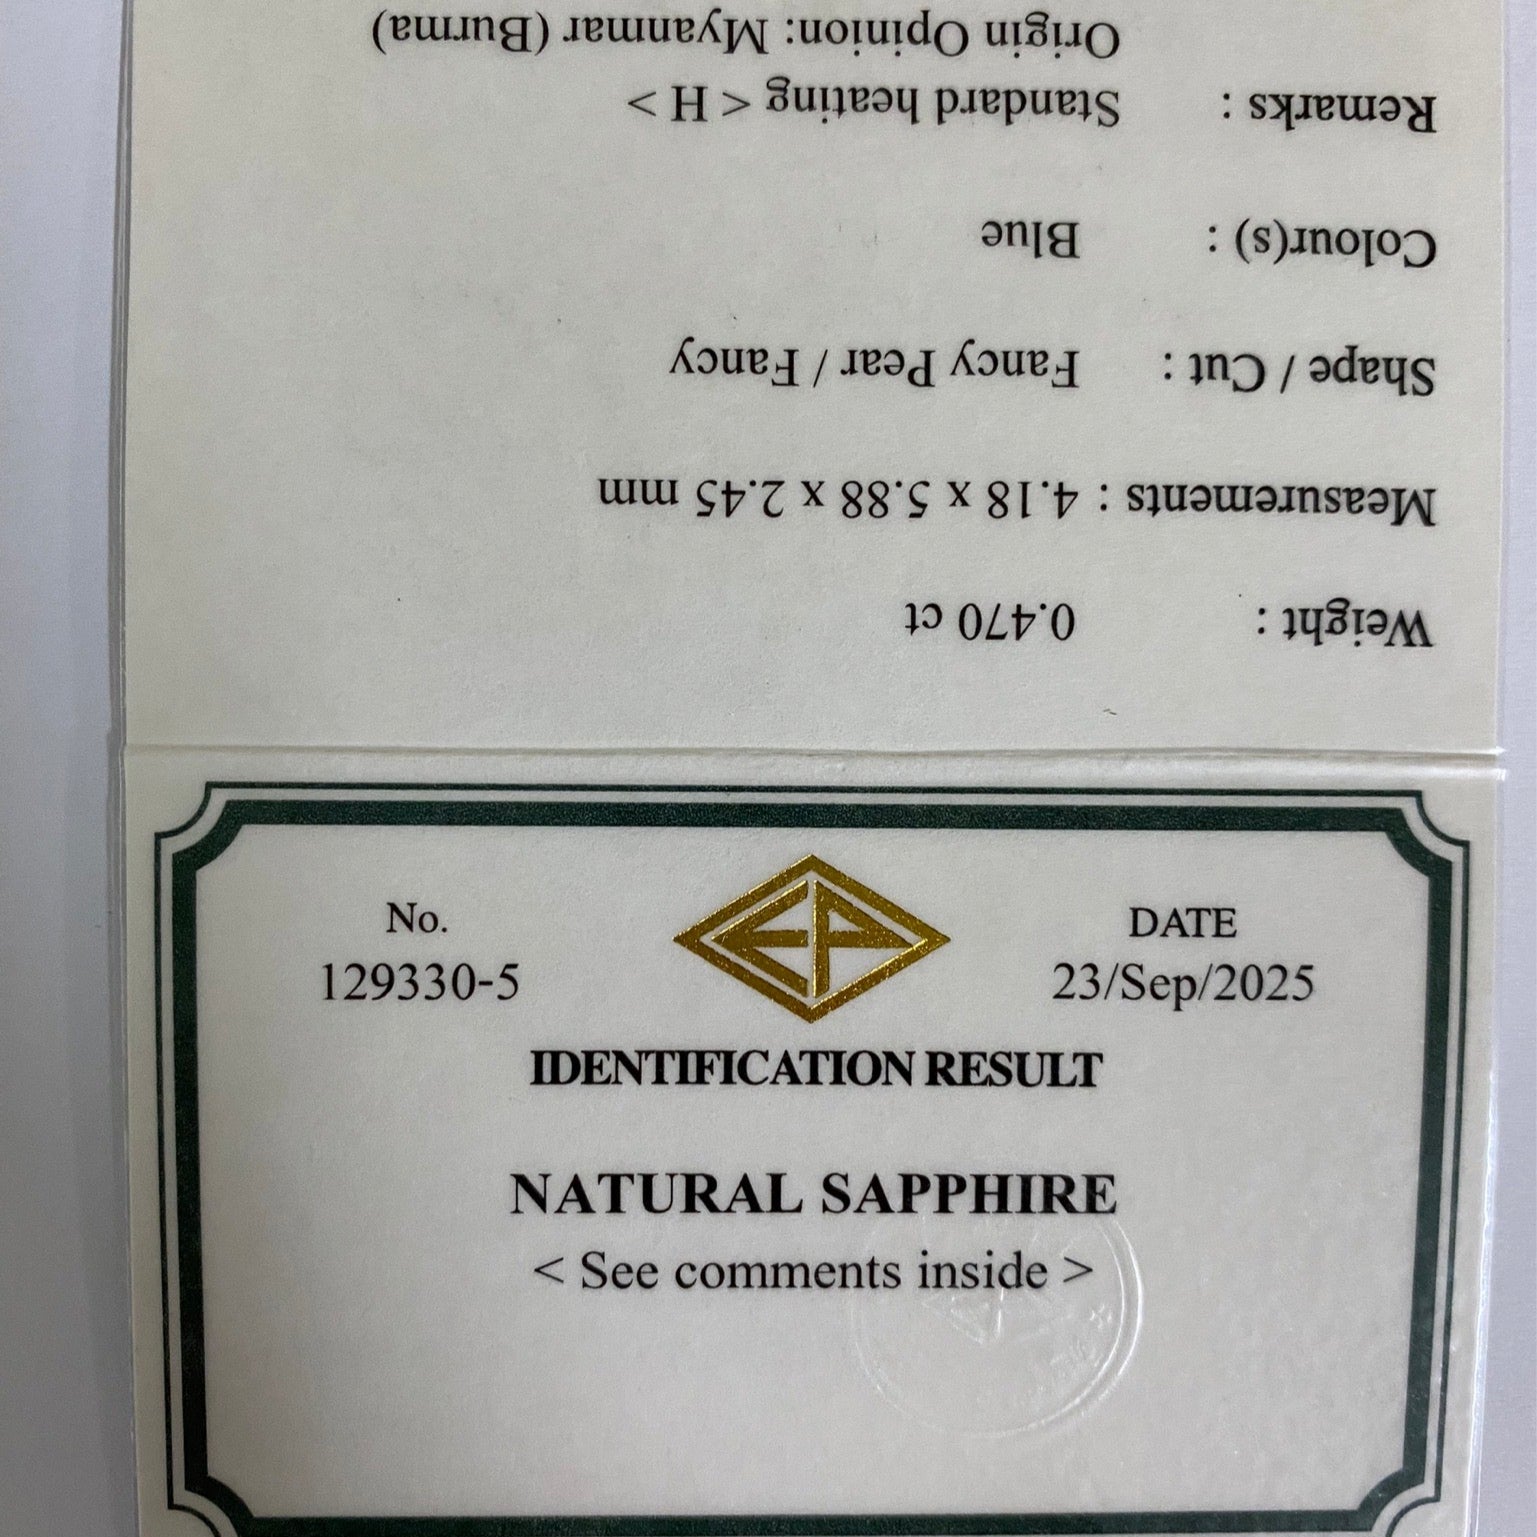 Weight : 0.470 ct
Measurements : 4.18 x 5.88 x 2.45 mm
Shape / Cut : Fancy Pear / Fancy
Colour(s) : Blue
Remarks : Standard heating < H >
Origin Opinion: Myanmar (Burma)
No.
129330-5
DATE
23/Sep/2025
IDENTIFICATION RESULT
NATURAL SAPPHIRE
< See comments inside >